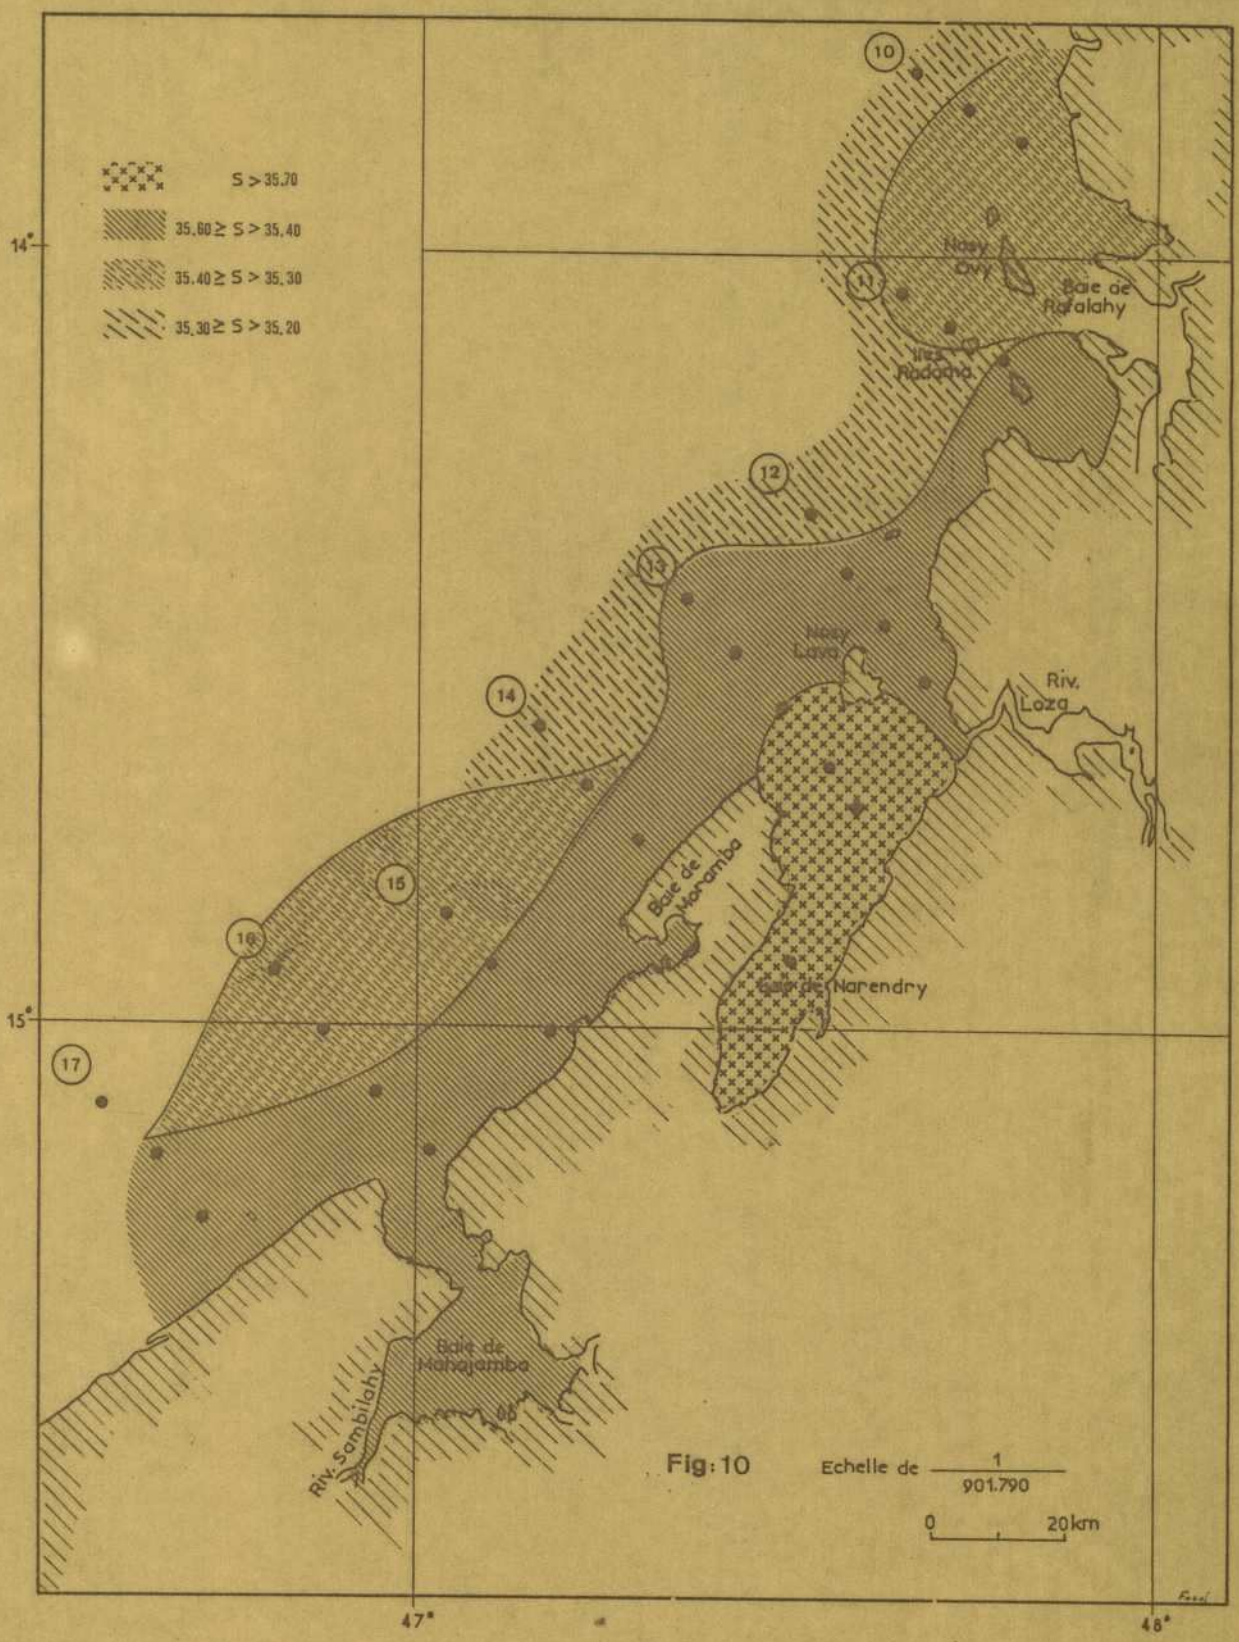 10
S > 35.70
35.60 ≥ S > 35.40
14°
35.40 ≥ S > 35.30
35.30 ≥ S > 35.20
Nosy
Ovy
11
Baie de
Rafalahy
Iles
Radama
12
13
Nosy
Lava
14
Riv.
Loza
15
Baie de
Moramba
16
Baie de Narendry
15°
17
Baie de
Mahajamba
Riv. Sambilahy
Fig:10
Echelle de 1
901.790
0 20km
47°
48°